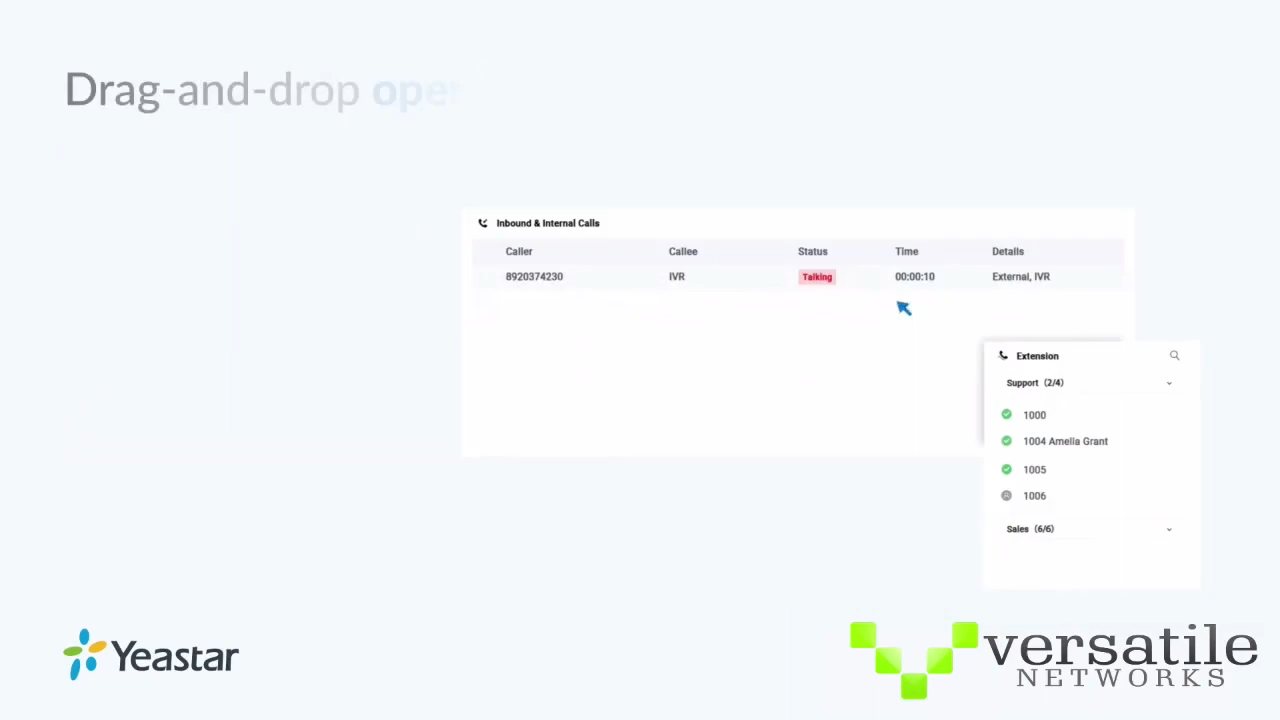 Drag-and-drop ope
Inbound & Internal Calls
Caller Callee Status Time Details
8920374230 IVR Talking 00:00:10 External, IVR
Extension
Support (2/4)
1000
1004 Amelia Grant
1005
1006
Sales (6/6)
Yeastar
versatile
NETWORKS